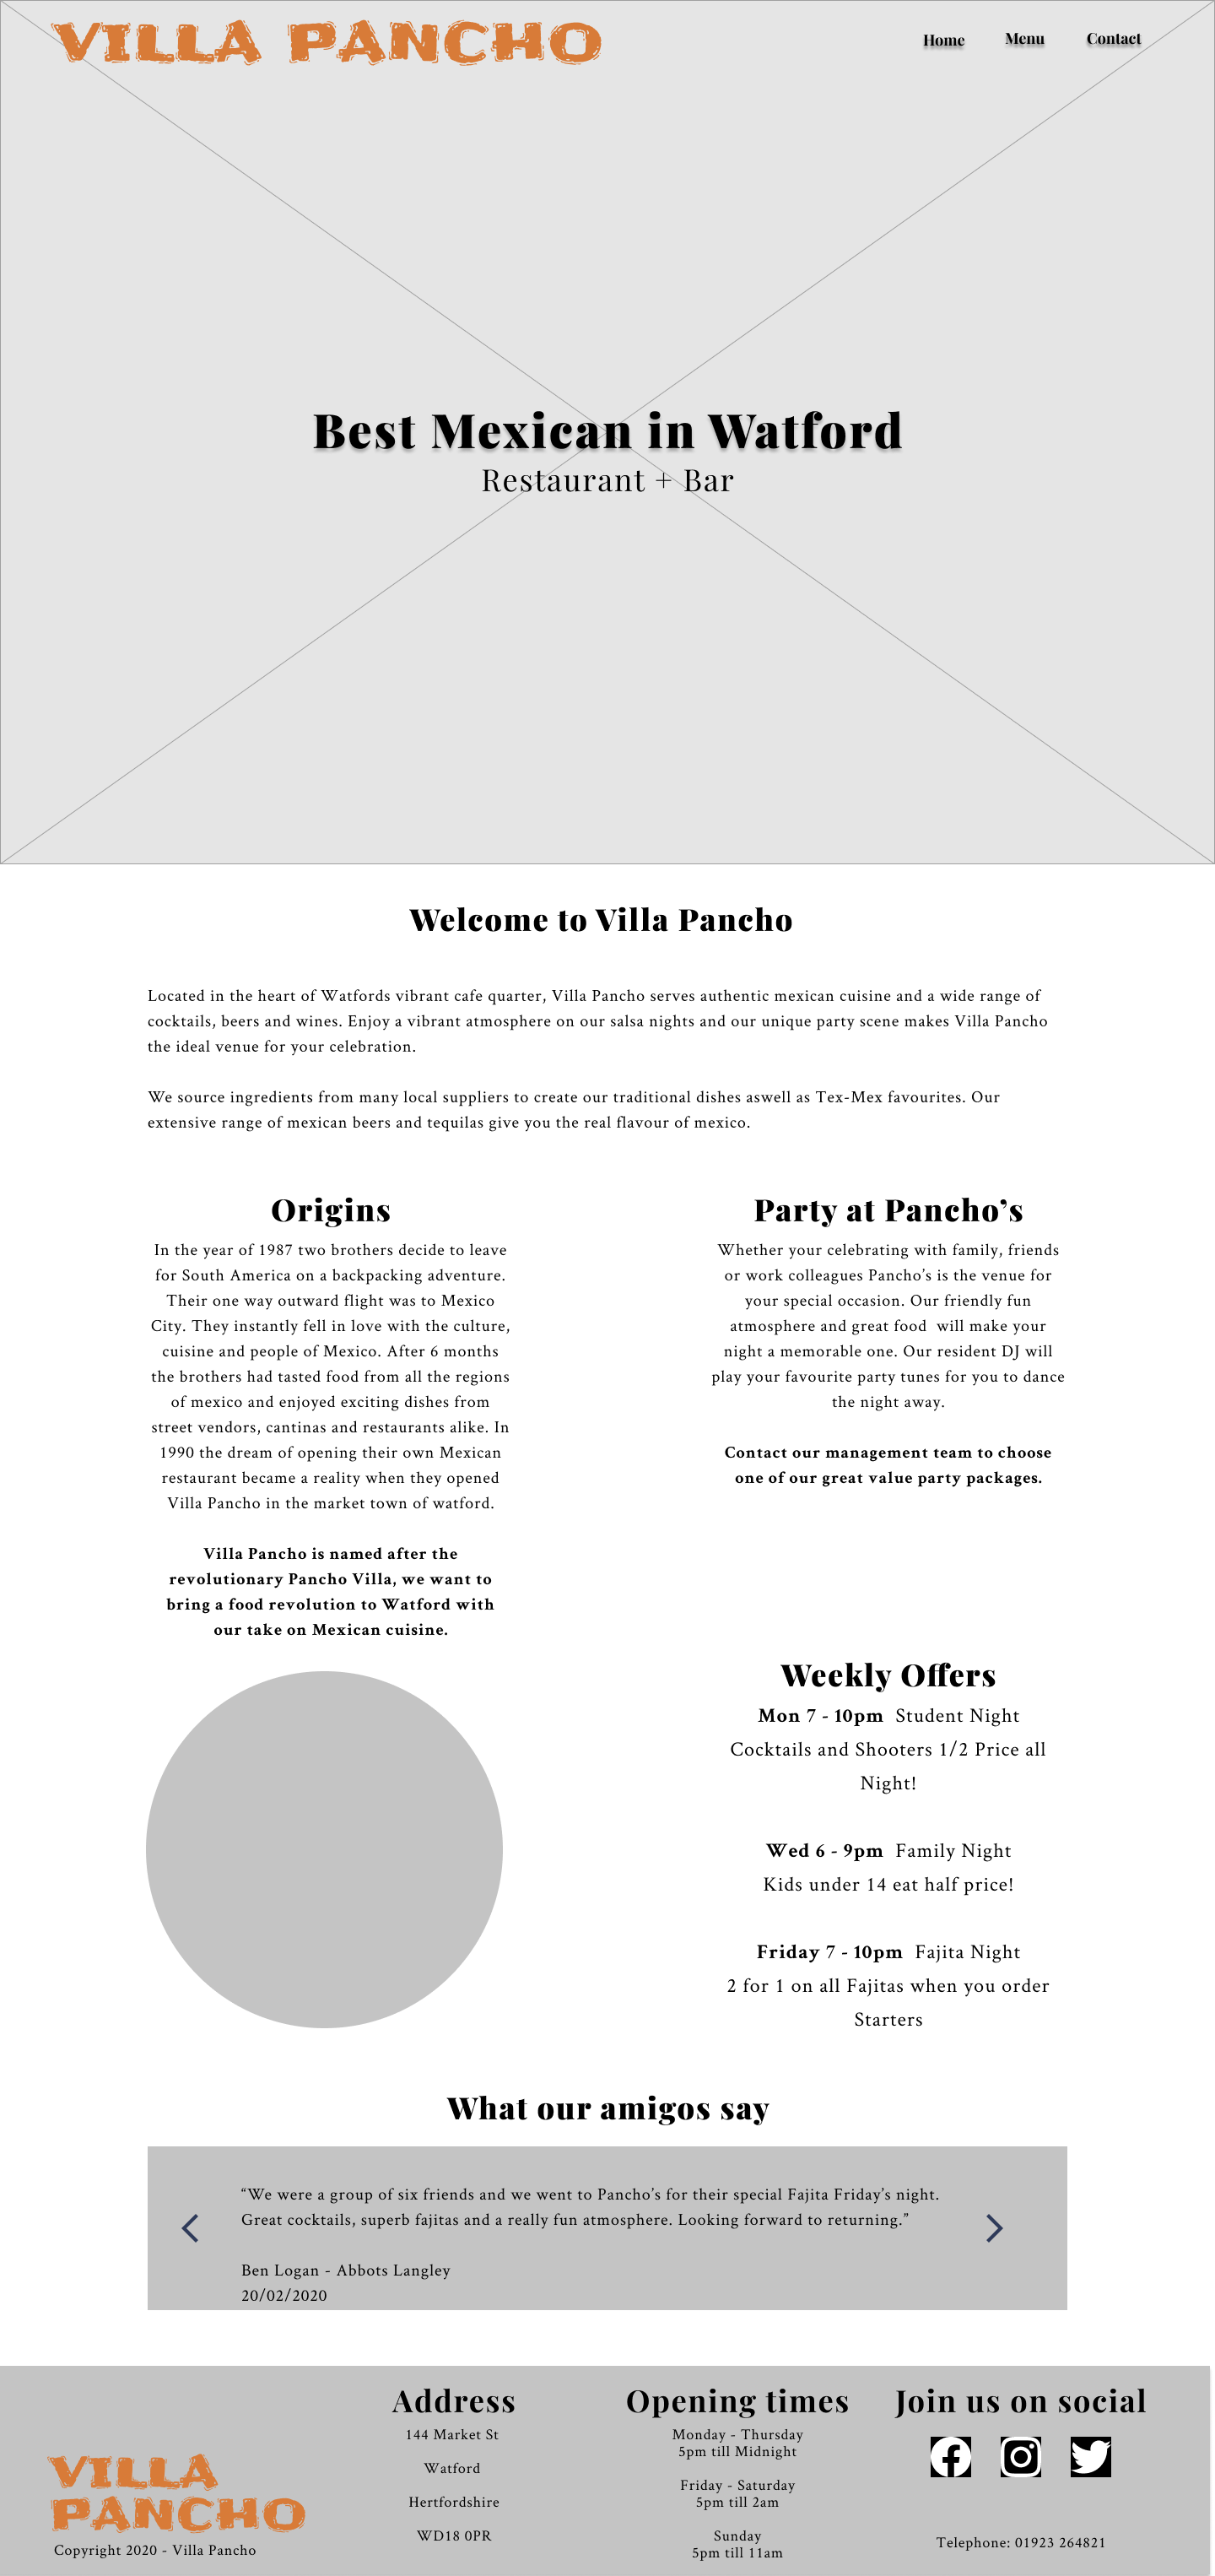 VILLA PANCHO
Home Menu Contact
Best Mexican in Watford
Restaurant + Bar
Welcome to Villa Pancho
Located in the heart of Watfords vibrant cafe quarter, Villa Pancho serves authentic mexican cuisine and a wide range of
cocktails, beers and wines. Enjoy a vibrant atmosphere on our salsa nights and our unique party scene makes Villa Pancho
the ideal venue for your celebration.
We source ingredients from many local suppliers to create our traditional dishes aswell as Tex-Mex favourites. Our
extensive range of mexican beers and tequilas give you the real flavour of mexico.
Origins
In the year of 1987 two brothers decide to leave
for South America on a backpacking adventure.
Their one way outward flight was to Mexico
City. They instantly fell in love with the culture,
cuisine and people of Mexico. After 6 months
the brothers had tasted food from all the regions
of mexico and enjoyed exciting dishes from
street vendors, cantinas and restaurants alike. In
1990 the dream of opening their own Mexican
restaurant became a reality when they opened
Villa Pancho in the market town of watford.
Villa Pancho is named after the
revolutionary Pancho Villa, we want to
bring a food revolution to Watford with
our take on Mexican cuisine.
Party at Pancho’s
Whether your celebrating with family, friends
or work colleagues Pancho’s is the venue for
your special occasion. Our friendly fun
atmosphere and great food  will make your
night a memorable one. Our resident DJ will
play your favourite party tunes for you to dance
the night away.
Contact our management team to choose
one of our great value party packages.
Weekly Offers
Mon 7 - 10pm  Student Night
Cocktails and Shooters 1/2 Price all
Night!
Wed 6 - 9pm  Family Night
Kids under 14 eat half price!
Friday 7 - 10pm  Fajita Night
2 for 1 on all Fajitas when you order
Starters
What our amigos say
“We were a group of six friends and we went to Pancho’s for their special Fajita Friday’s night.
Great cocktails, superb fajitas and a really fun atmosphere. Looking forward to returning.”
Ben Logan - Abbots Langley
20/02/2020
VILLA
PANCHO
Copyright 2020 - Villa Pancho
Address
144 Market St
Watford
Hertfordshire
WD18 0PR
Opening times
Monday - Thursday
5pm till Midnight
Friday - Saturday
5pm till 2am
Sunday
5pm till 11am
Join us on social
Telephone: 01923 264821